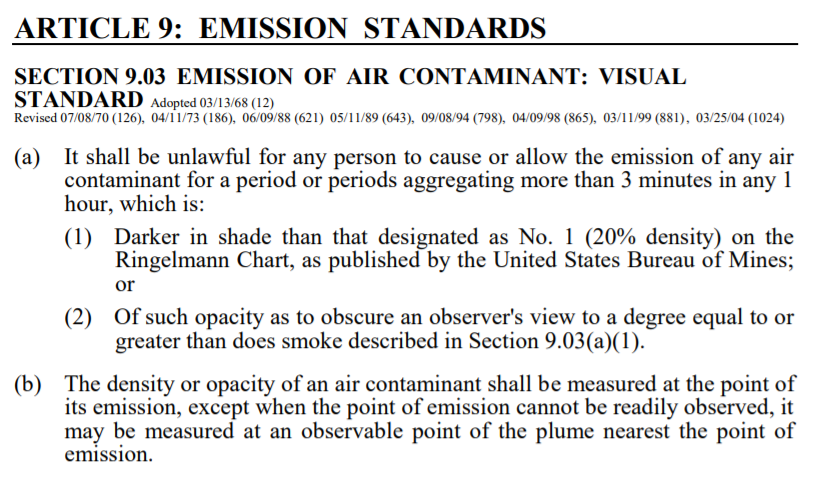 ARTICLE 9: EMISSION STANDARDS
SECTION 9.03 EMISSION OF AIR CONTAMINANT: VISUAL
STANDARD Adopted 03/13/68 (12)
Revised 07/08/70 (126), 04/11/73 (186), 06/09/88 (621) 05/11/89 (643), 09/08/94 (798), 04/09/98 (865), 03/11/99 (881), 03/25/04 (1024)
(a) It shall be unlawful for any person to cause or allow the emission of any air
contaminant for a period or periods aggregating more than 3 minutes in any 1
hour, which is:
(1) Darker in shade than that designated as No. 1 (20% density) on the
Ringelmann Chart, as published by the United States Bureau of Mines;
or
(2) Of such opacity as to obscure an observer's view to a degree equal to or
greater than does smoke described in Section 9.03(a)(1).
(b) The density or opacity of an air contaminant shall be measured at the point of
its emission, except when the point of emission cannot be readily observed, it
may be measured at an observable point of the plume nearest the point of
emission.